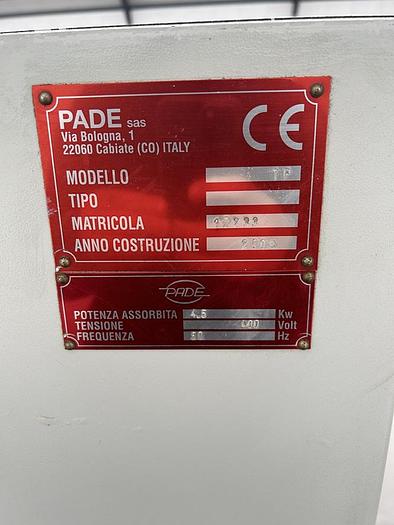 PADE sas
Via Bologna, 1
22060 Cabiate (CO) ITALY
CE
MODELLO TP
TIPO
MATRICOLA
ANNO COSTRUZIONE
PADE
POTENZA ASSORBITA 4.5 Kw
TENSIONE 400 Volt
FREQUENZA 50 Hz